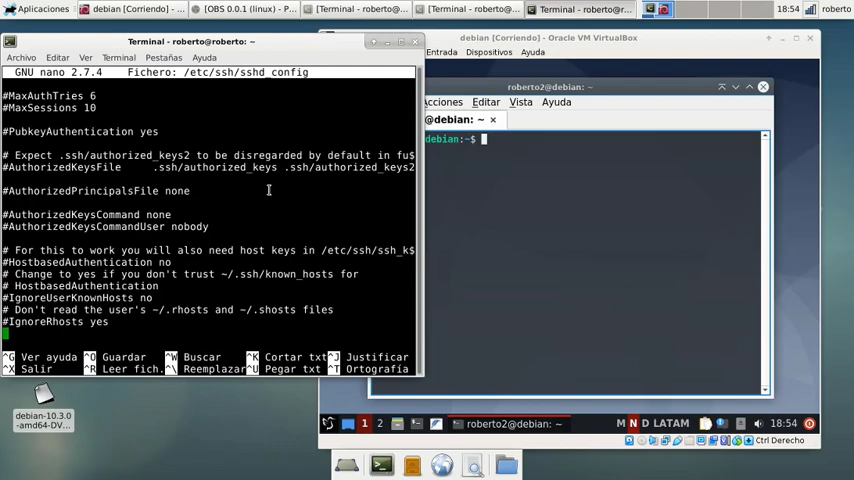 Aplicaciones
debian [Corriendo] - O...
[OBS 0.0.1 (linux) - P...
[Terminal - roberto@ro...
[Terminal - roberto@ro...
Terminal - roberto@r...
18:54
roberto
Terminal - roberto@roberto: ~
Archivo Editar Ver Terminal Pestañas Ayuda
GNU nano 2.7.4 Fichero: /etc/ssh/sshd_config
#MaxAuthTries 6
#MaxSessions 10
#PubkeyAuthentication yes
# Expect .ssh/authorized_keys2 to be disregarded by default in fu$
#AuthorizedKeysFile .ssh/authorized_keys .ssh/authorized_keys2
#AuthorizedPrincipalsFile none
#AuthorizedKeysCommand none
#AuthorizedKeysCommandUser nobody
# For this to work you will also need host keys in /etc/ssh/ssh_k$
#HostbasedAuthentication no
# Change to yes if you don't trust ~/.ssh/known_hosts for
# HostbasedAuthentication
#IgnoreUserKnownHosts no
# Don't read the user's ~/.rhosts and ~/.shosts files
#IgnoreRhosts yes
^G Ver ayuda ^O Guardar ^W Buscar ^K Cortar txt ^J Justificar
^X Salir ^R Leer fich. ^\ Reemplazar ^U Pegar txt ^T Ortografía
debian [Corriendo] - Oracle VM VirtualBox
Entrada Dispositivos Ayuda
roberto2@debian: ~
Acciones Editar Vista Ayuda
@debian: ~
debian:~$
1 2
roberto2@debian: ~
M N D LATAM
18:54
Ctrl Derecho
debian-10.3.0-
amd64-DV...